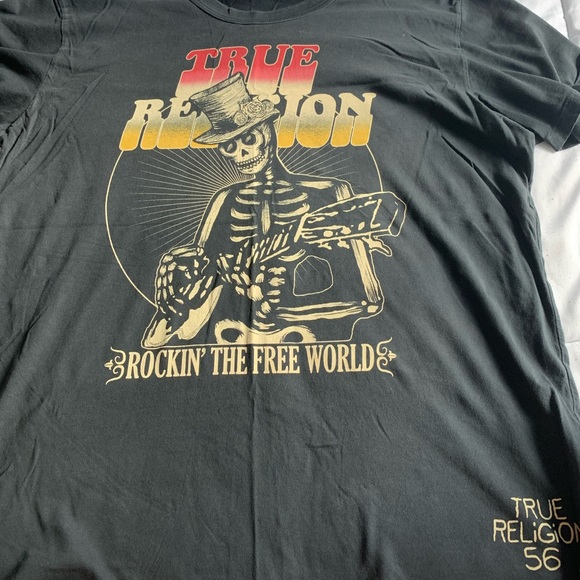 TRUE
RELIGION
ROCKIN' THE FREE WORLD
TRUE
RELiGiON
56